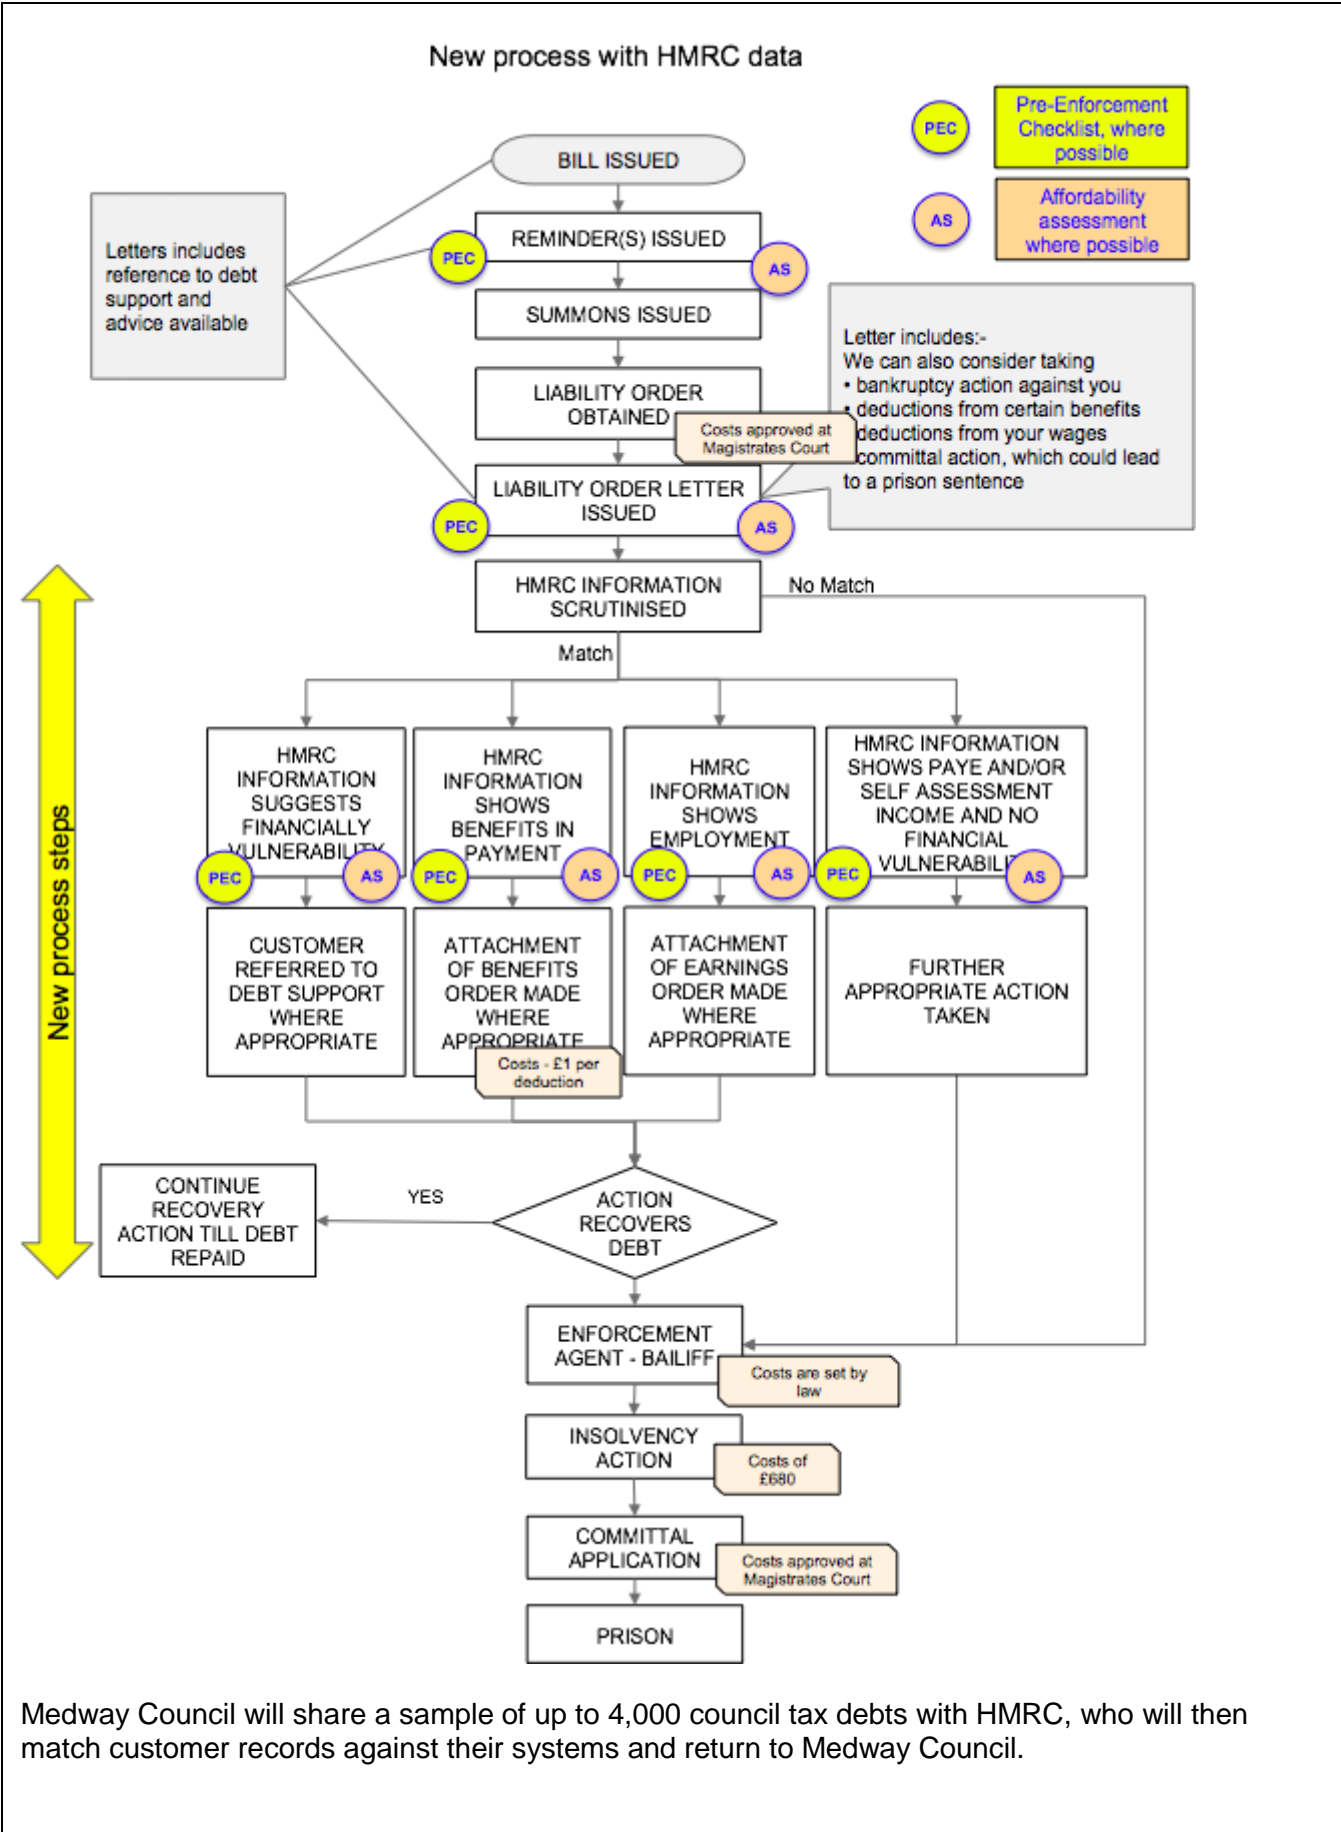 New process with HMRC data
PEC
Pre-Enforcement
Checklist, where
possible
AS
Affordability
assessment
where possible
BILL ISSUED
Letters includes
reference to debt
support and
advice available
REMINDER(S) ISSUED
PEC
AS
SUMMONS ISSUED
LIABILITY ORDER
OBTAINED
Costs approved at
Magistrates Court
Letter includes:-
We can also consider taking
• bankruptcy action against you
• deductions from certain benefits
deductions from your wages
committal action, which could lead
to a prison sentence
LIABILITY ORDER LETTER
ISSUED
PEC
AS
HMRC INFORMATION
SCRUTINISED
No Match
Match
New process steps
HMRC
INFORMATION
SUGGESTS
FINANCIALLY
VULNERABILITY
PEC
AS
HMRC
INFORMATION
SHOWS
BENEFITS IN
PAYMENT
PEC
AS
HMRC
INFORMATION
SHOWS
EMPLOYMENT
PEC
AS
HMRC INFORMATION
SHOWS PAYE AND/OR
SELF ASSESSMENT
INCOME AND NO
FINANCIAL
VULNERABILI
PEC
AS
CUSTOMER
REFERRED TO
DEBT SUPPORT
WHERE
APPROPRIATE
ATTACHMENT
OF BENEFITS
ORDER MADE
WHERE
APPROPRIATE
Costs - £1 per
deduction
ATTACHMENT
OF EARNINGS
ORDER MADE
WHERE
APPROPRIATE
FURTHER
APPROPRIATE ACTION
TAKEN
CONTINUE
RECOVERY
ACTION TILL DEBT
REPAID
YES
ACTION
RECOVERS
DEBT
ENFORCEMENT
AGENT - BAILIFF
Costs are set by
law
INSOLVENCY
ACTION
Costs of
£680
COMMITTAL
APPLICATION
Costs approved at
Magistrates Court
PRISON
Medway Council will share a sample of up to 4,000 council tax debts with HMRC, who will then
match customer records against their systems and return to Medway Council.